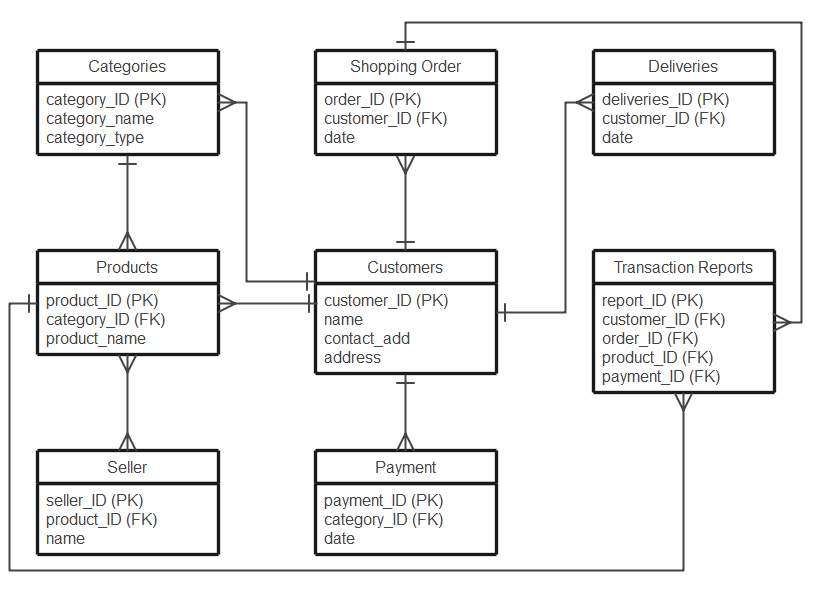 Categories
category_ID (PK)
category_name
category_type
Shopping Order
order_ID (PK)
customer_ID (FK)
date
Deliveries
deliveries_ID (PK)
customer_ID (FK)
date
Products
product_ID (PK)
category_ID (FK)
product_name
Customers
customer_ID (PK)
name
contact_add
address
Transaction Reports
report_ID (PK)
customer_ID (FK)
order_ID (FK)
product_ID (FK)
payment_ID (FK)
Seller
seller_ID (PK)
product_ID (FK)
name
Payment
payment_ID (PK)
category_ID (FK)
date